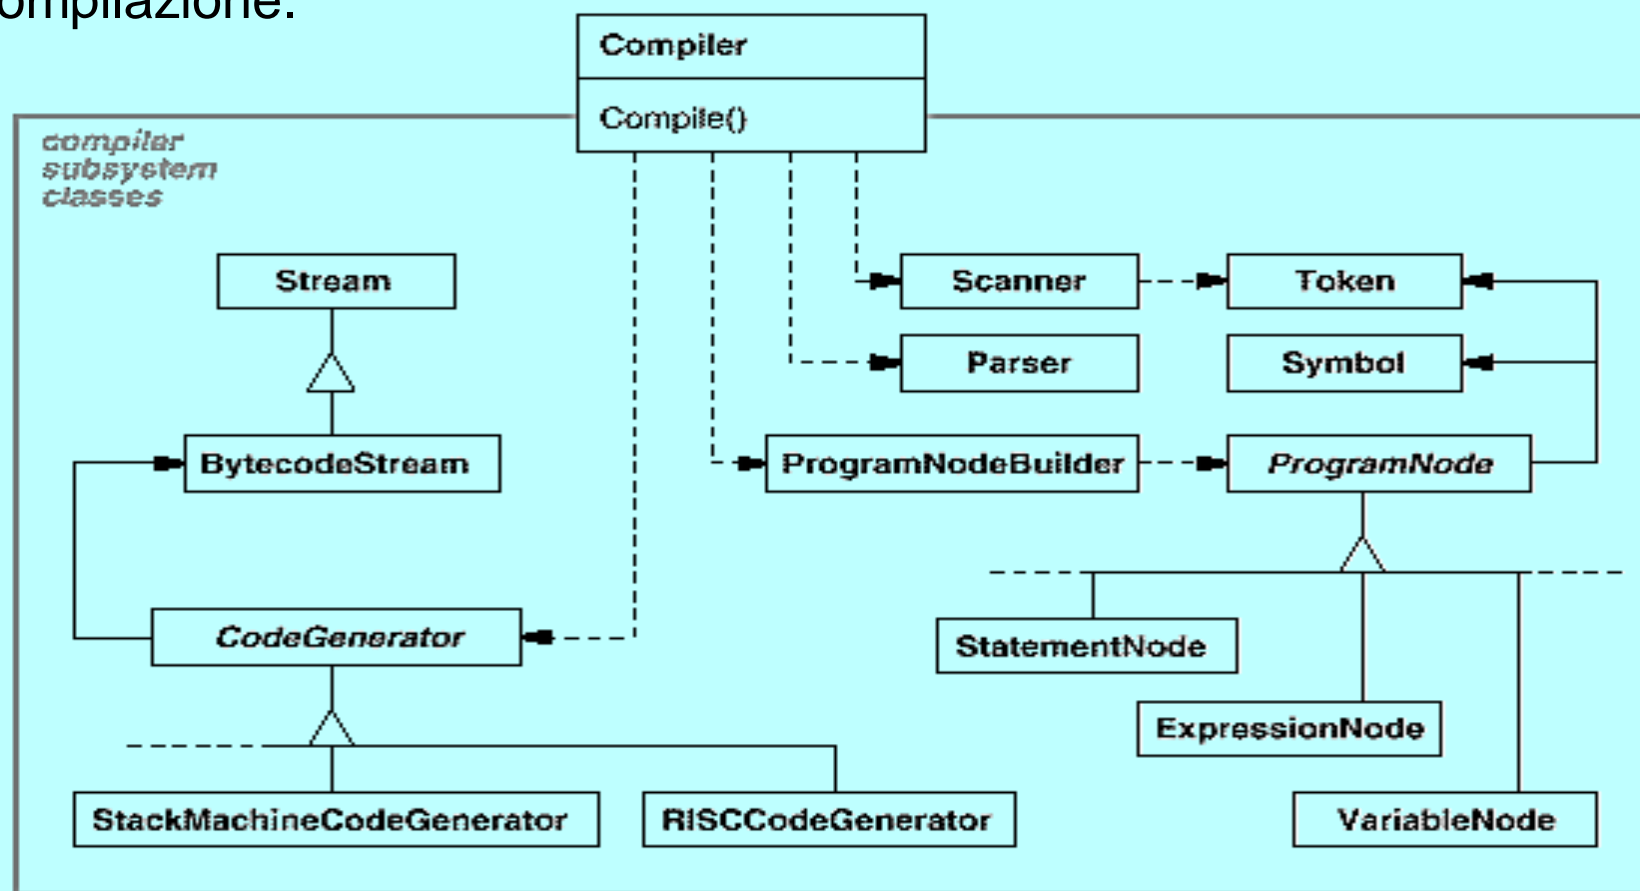 ompilazione.
Compiler
Compile()
compiler
subsystem
classes
Stream
Scanner
Token
Parser
Symbol
BytecodeStream
ProgramNodeBuilder
ProgramNode
CodeGenerator
StatementNode
ExpressionNode
StackMachineCodeGenerator
RISCCodeGenerator
VariableNode